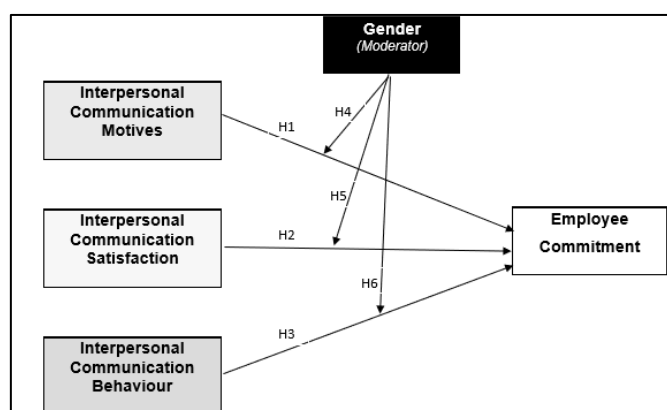 Gender
(Moderator)
Interpersonal
Communication
Motives
H4
H1
H5
Interpersonal
Communication
Satisfaction
H2
Employee
Commitment
H6
H3
Interpersonal
Communication
Behaviour